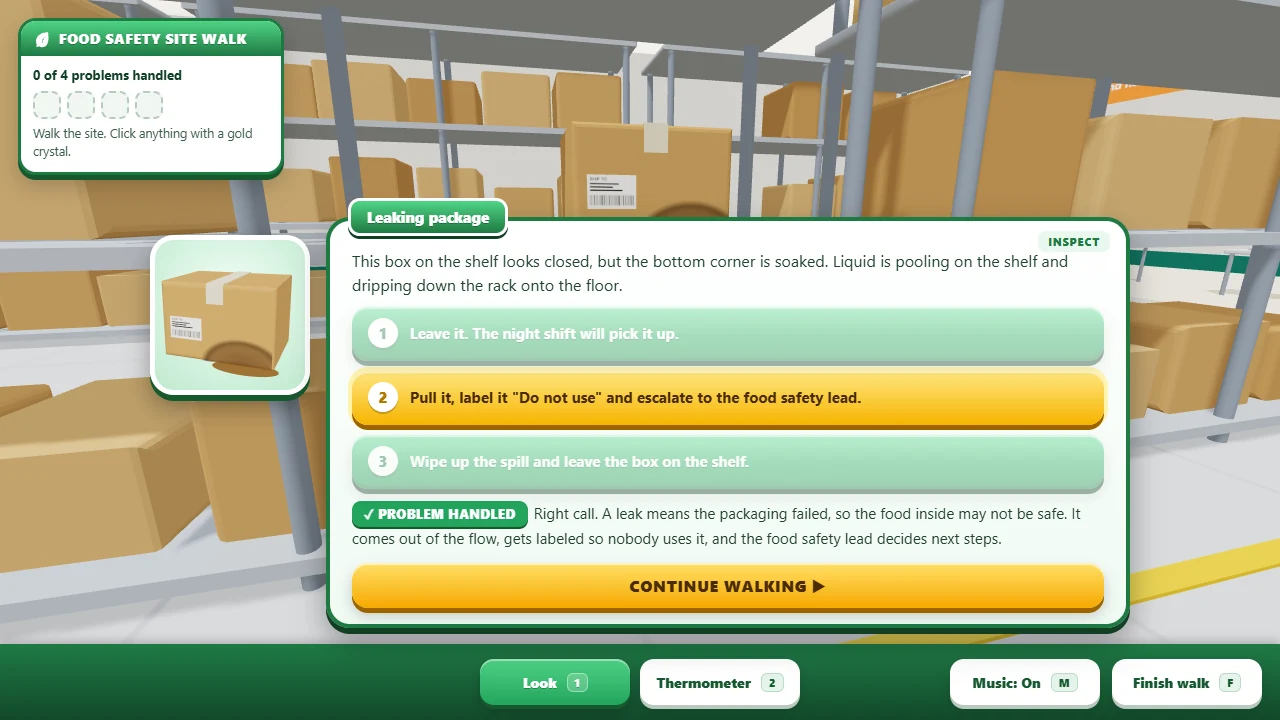 FOOD SAFETY SITE WALK
0 of 4 problems handled
Walk the site. Click anything with a gold
crystal.
SHIP TO
Leaking package
INSPECT
This box on the shelf looks closed, but the bottom corner is soaked. Liquid is pooling on the shelf and
dripping down the rack onto the floor.
1 Leave it. The night shift will pick it up.
2 Pull it, label it "Do not use" and escalate to the food safety lead.
3 Wipe up the spill and leave the box on the shelf.
✓ PROBLEM HANDLED Right call. A leak means the packaging failed, so the food inside may not be safe. It
comes out of the flow, gets labeled so nobody uses it, and the food safety lead decides next steps.
CONTINUE WALKING ▶
Look 1
Thermometer 2
Music: On M
Finish walk F